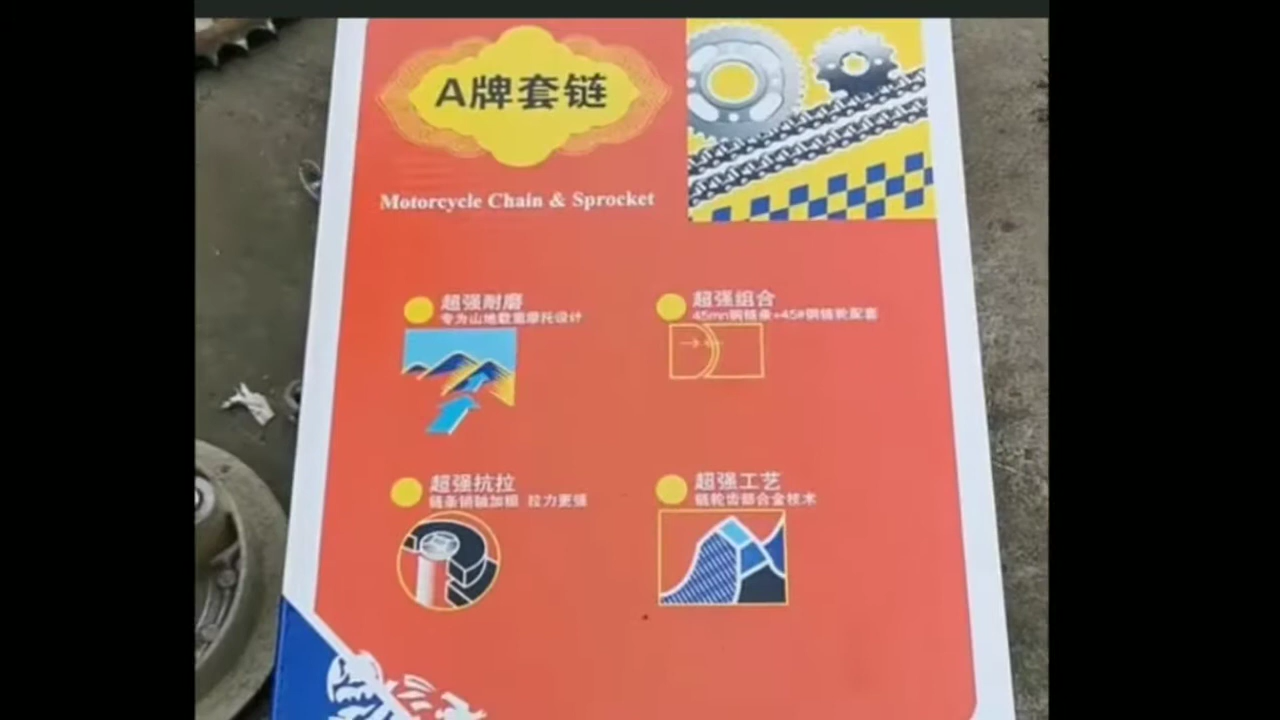 A牌套链
Motorcycle Chain & Sprocket
超强耐磨
专为山地载重摩托设计
超强组合
45mn钢链条+45#钢链轮配套
超强抗拉
链条销轴加粗 拉力更强
超强工艺
链轮齿部合金技术